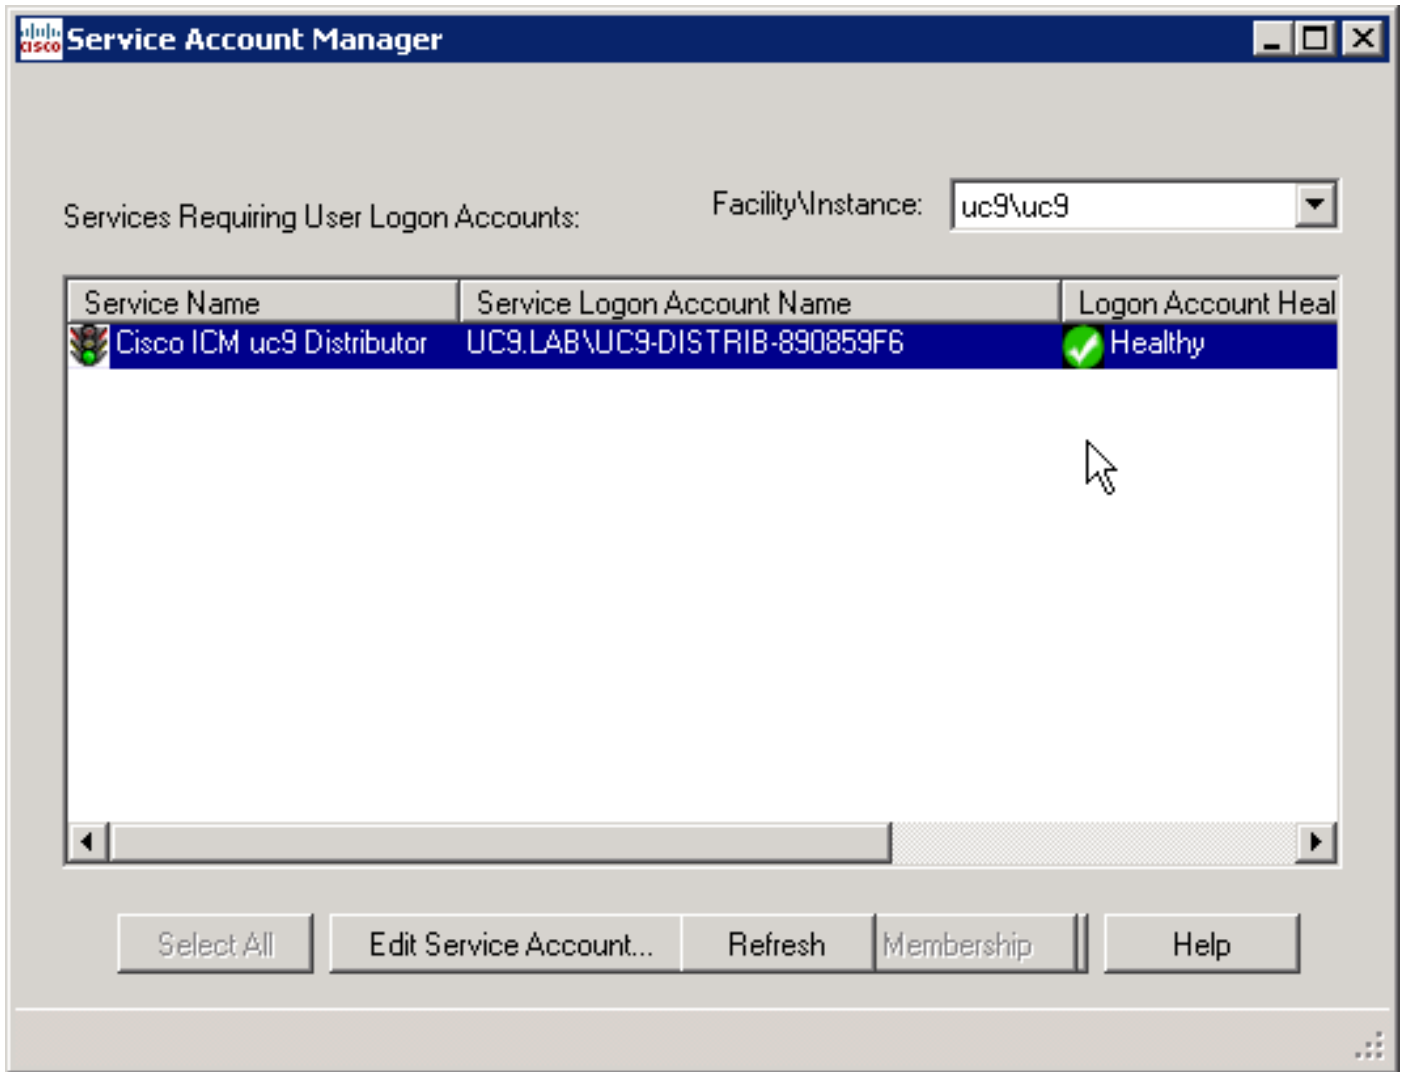 cisco Service Account Manager
Services Requiring User Logon Accounts:
Facility\Instance: uc9\uc9
Service Name Service Logon Account Name Logon Account Heal
Cisco ICM uc9 Distributor UC9.LAB\UC9-DISTRIB-890859F6 Healthy
Select All Edit Service Account... Refresh Membership Help